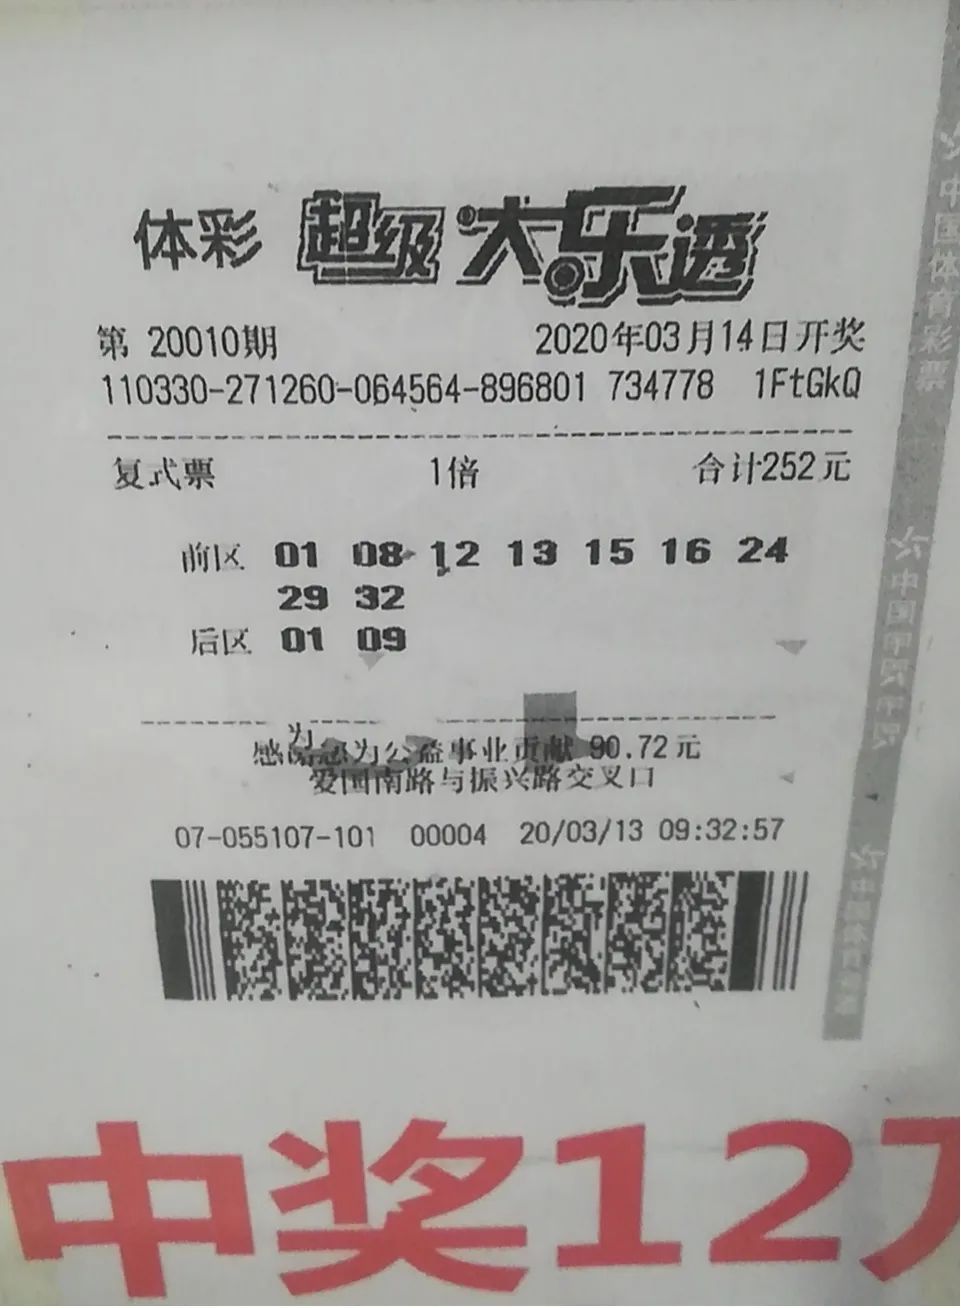 体彩 超级大乐透
第 20010期 2020年03月14日开奖
110330-271260-064564-896801 734778 1FtGkQ
复式票 1倍 合计252元
前区 01 08 12 13 15 16 24
29 32
后区 01 09
为
感谢您为公益事业贡献 90.72元
爱国南路与振兴路交叉口
07-055107-101 00004 20/03/13 09:32:57
中奖12万
中国体育彩票